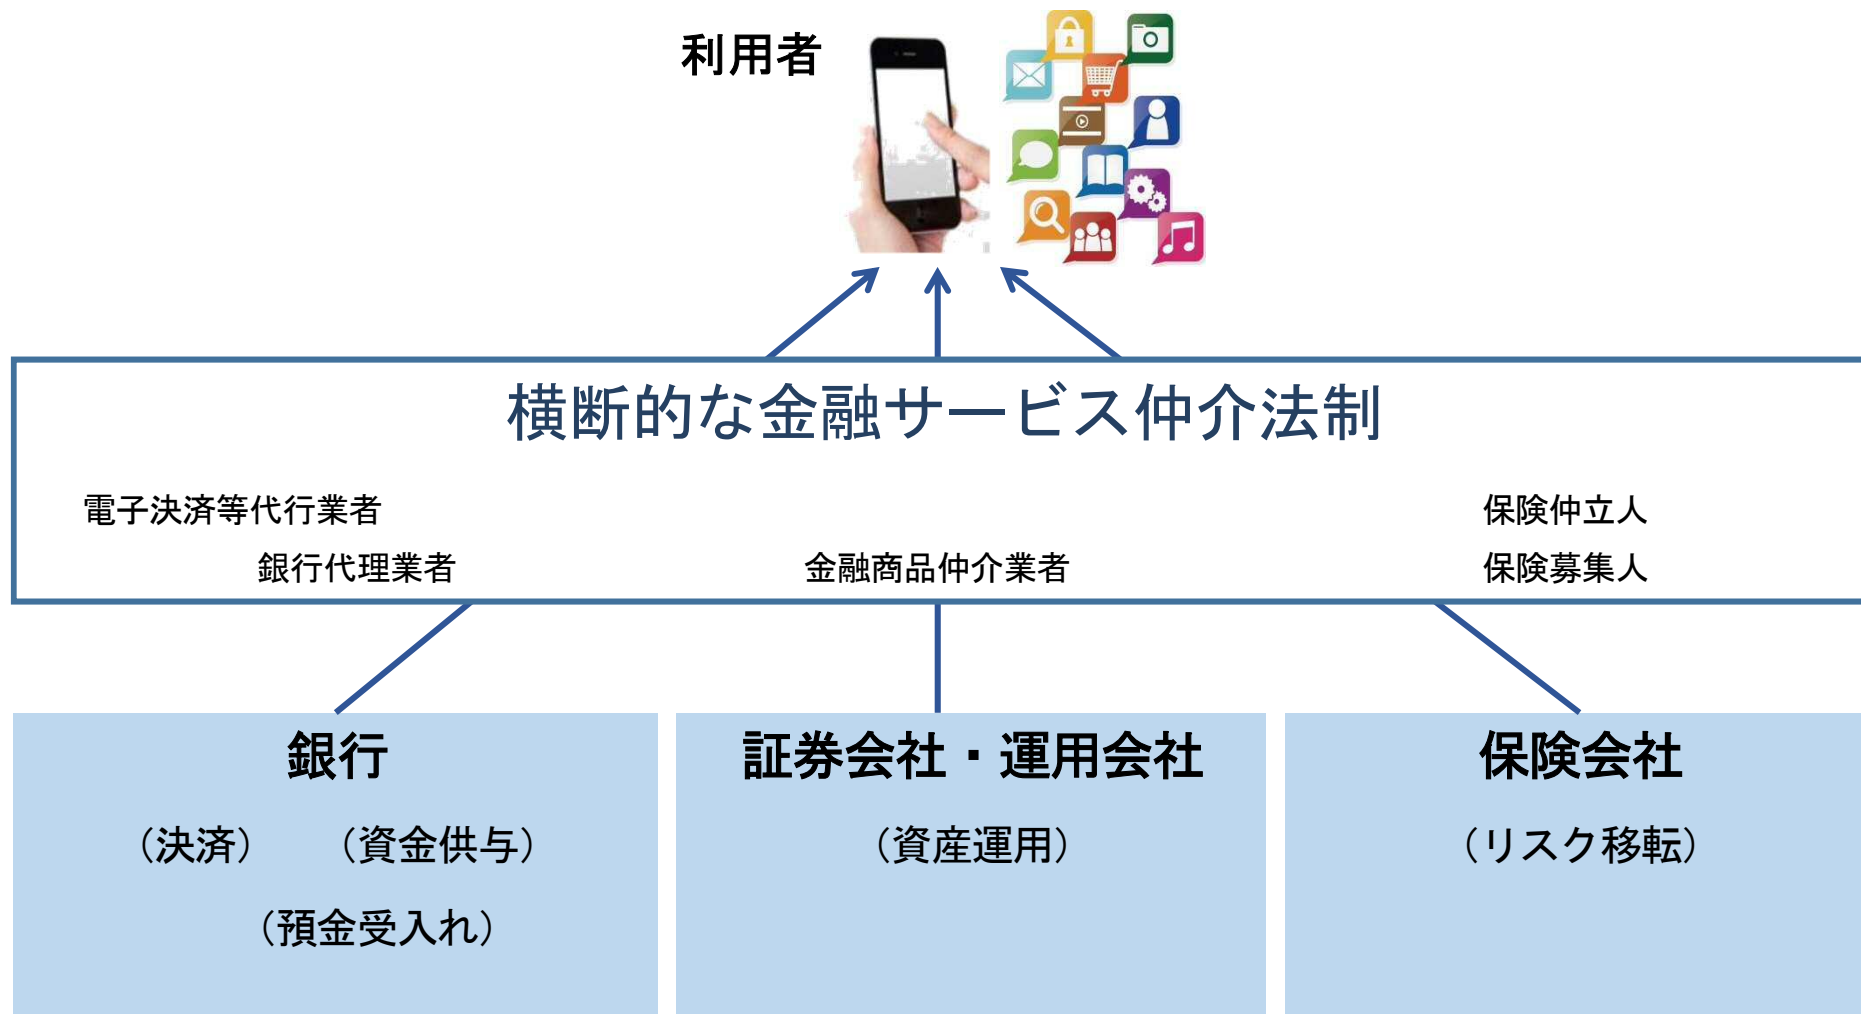 利用者
横断的な金融サービス仲介法制
電子決済等代行業者
保険仲立人
銀行代理業者
金融商品仲介業者
保険募集人
銀行
証券会社・運用会社
保険会社
（決済）　（資金供与）
（資産運用）
（リスク移転）
（預金受入れ）